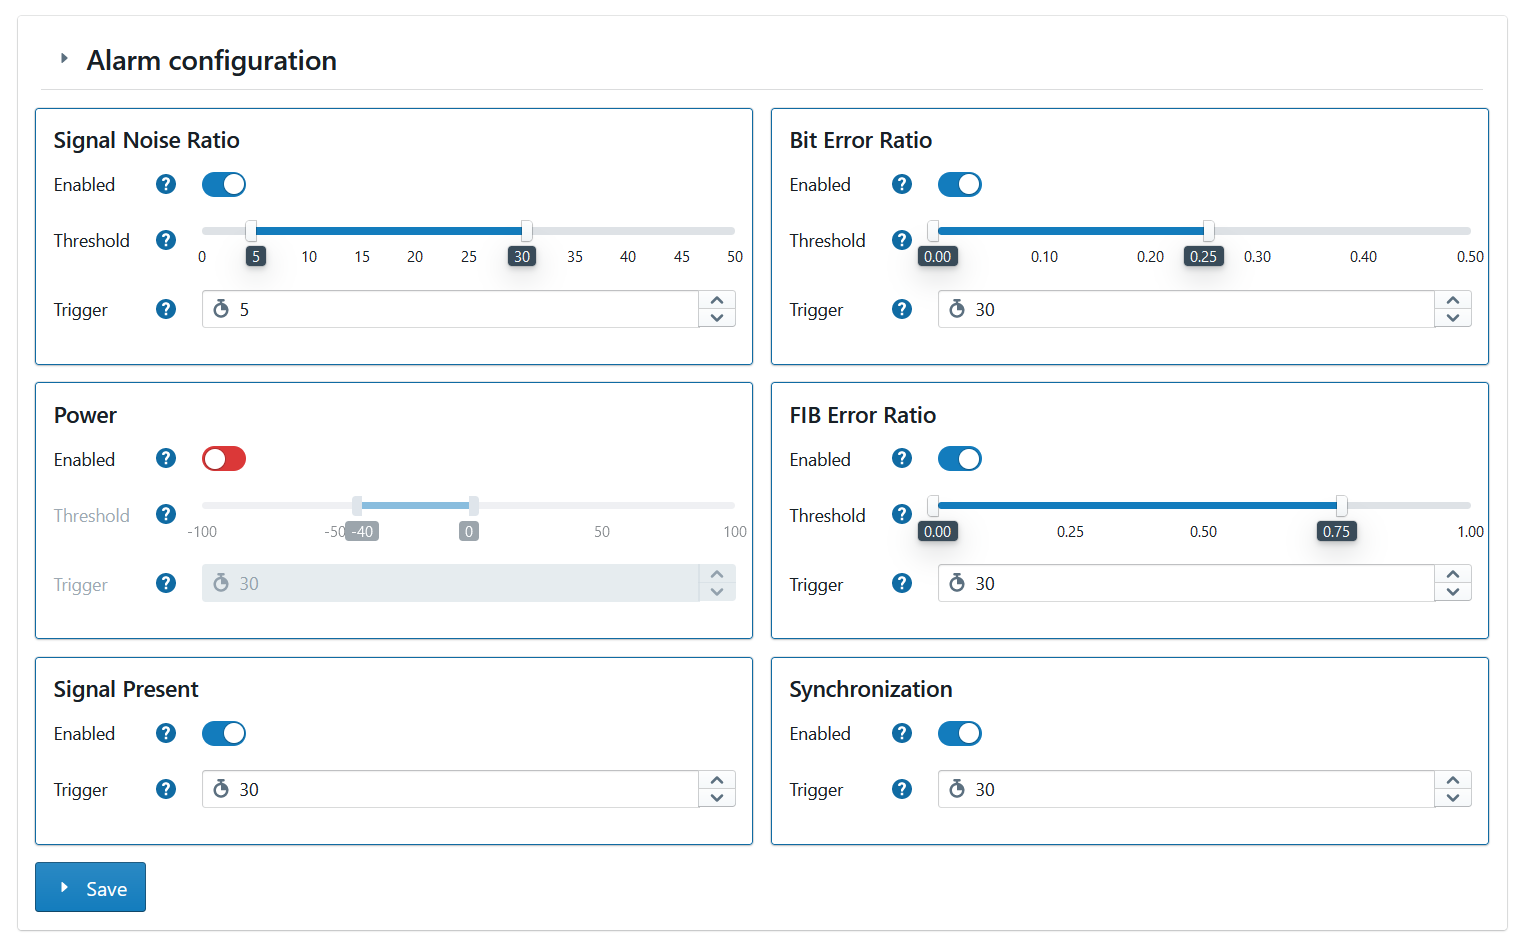 Alarm configuration
Signal Noise Ratio
Enabled ?
Threshold ?
0 5 10 15 20 25 30 35 40 45 50
Trigger ? 5
Bit Error Ratio
Enabled ?
Threshold ?
0.00 0.10 0.20 0.25 0.30 0.40 0.50
Trigger ? 30
Power
Enabled ?
Threshold ?
-100 -50 -40 0 50 100
Trigger ? 30
FIB Error Ratio
Enabled ?
Threshold ?
0.00 0.25 0.50 0.75 1.00
Trigger ? 30
Signal Present
Enabled ?
Trigger ? 30
Synchronization
Enabled ?
Trigger ? 30
Save